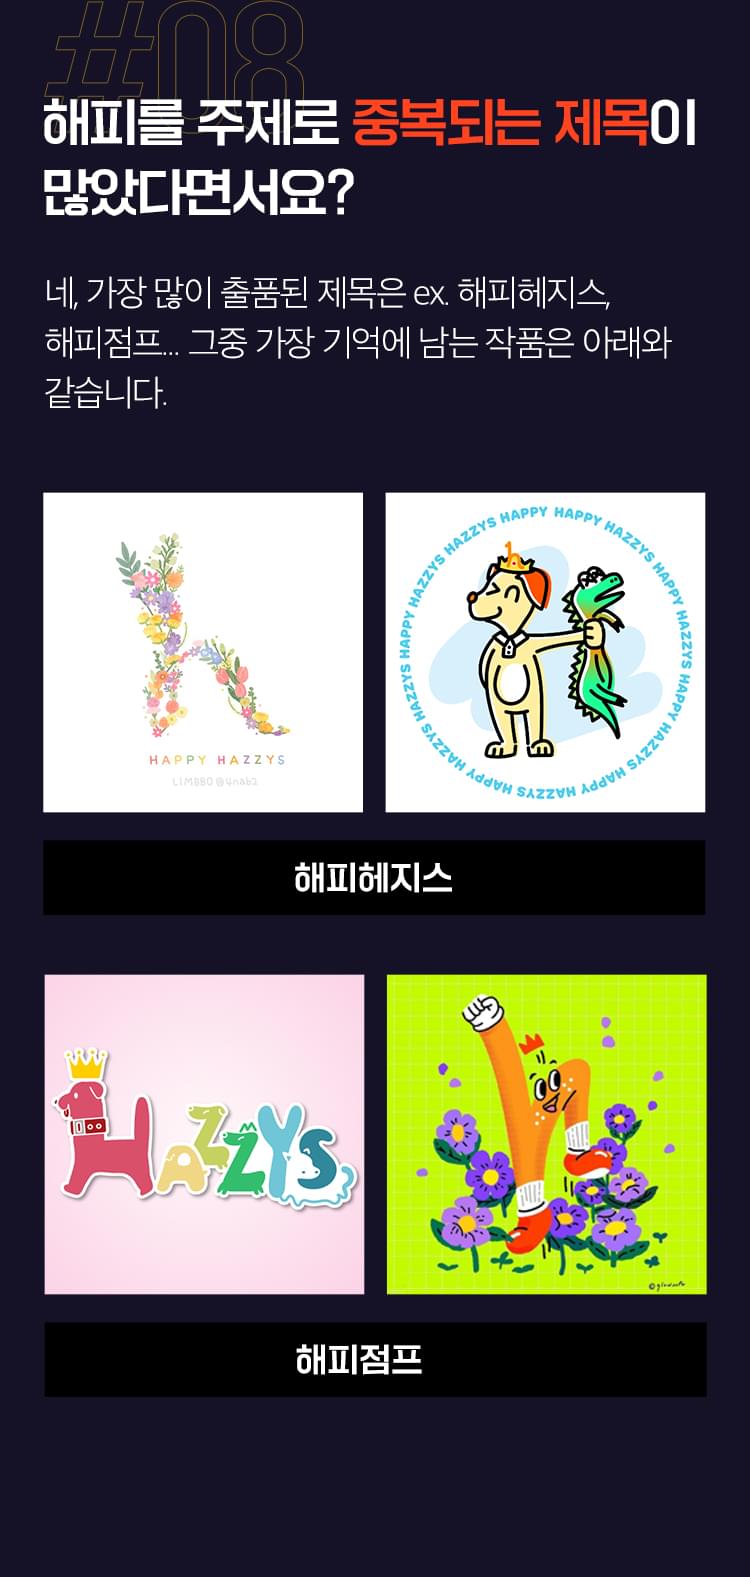 #08
해피를 주제로 중복되는 제목이
많았다면서요?
네, 가장 많이 출품된 제목은 ex. 해피헤지스,
해피점프... 그중 가장 기억에 남는 작품은 아래와
같습니다.
HAPPY HAZZYS
LIMBBO @4nab2
HAPPY HAZZYS HAPPY HAZZYS HAPPY HAZZYS HAPPY HAZZYS HAPPY HAZZYS HAPPY HAZZYS HAPPY HAZZYS
해피헤지스
HAZZYS
해피점프